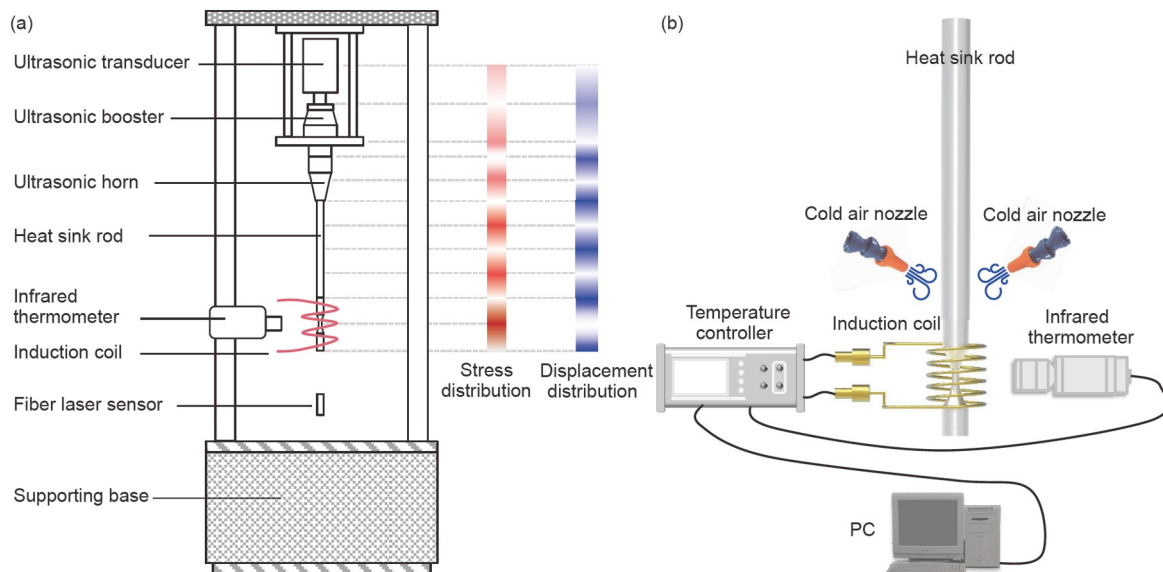 (a)
Ultrasonic transducer
Ultrasonic booster
Ultrasonic horn
Heat sink rod
Infrared
thermometer
Induction coil
Fiber laser sensor
Supporting base
Stress
distribution
Displacement
distribution
(b)
Heat sink rod
Cold air nozzle
Cold air nozzle
Temperature
controller
Induction coil
Infrared
thermometer
PC